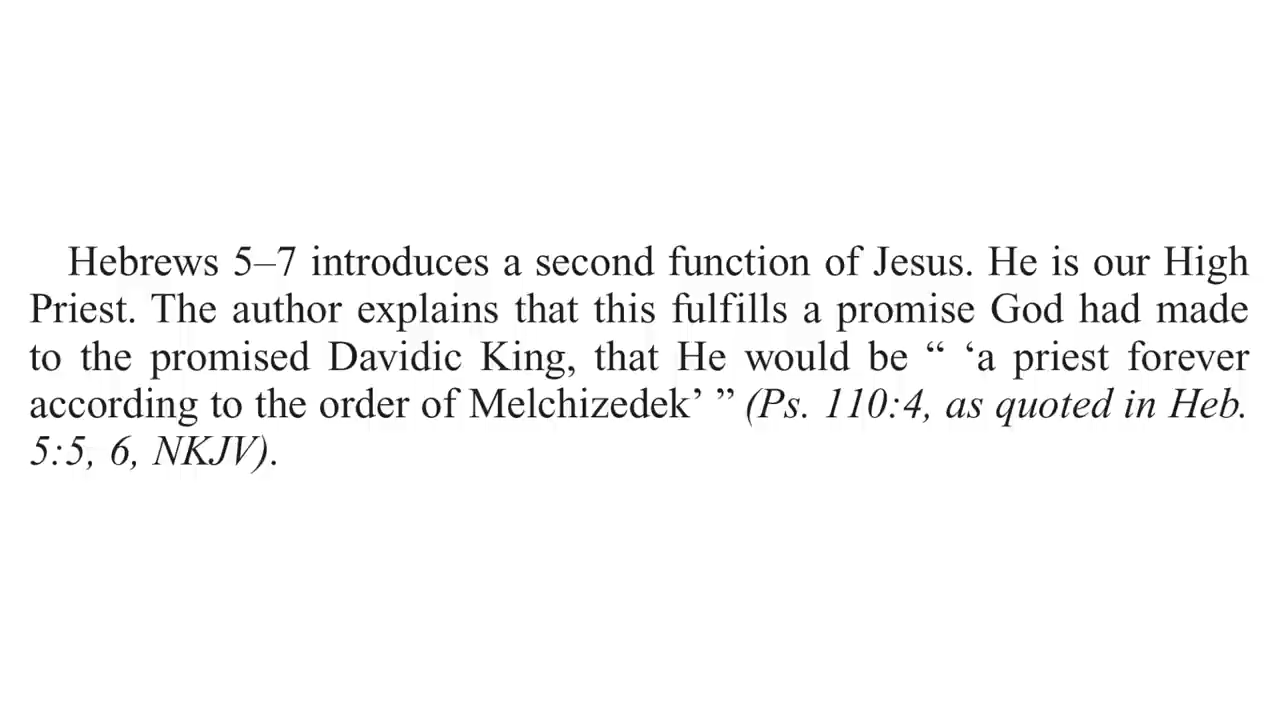 Hebrews 5–7 introduces a second function of Jesus. He is our High
Priest. The author explains that this fulfills a promise God had made
to the promised Davidic King, that He would be “ ‘a priest forever
according to the order of Melchizedek’ ” (Ps. 110:4, as quoted in Heb.
5:5, 6, NKJV).